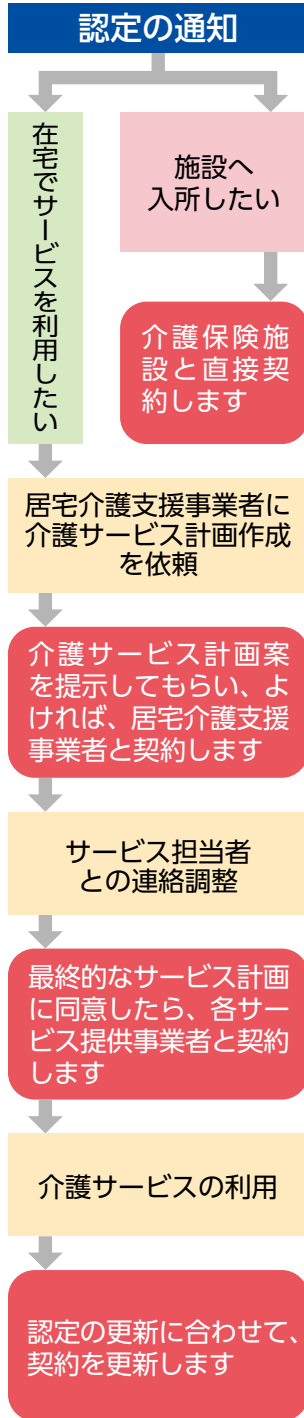 認定の通知
在宅でサービスを利用したい
施設へ
入所したい
介護保険施
設と直接契
約します
居宅介護支援事業者に
介護サービス計画作成
を依頼
介護サービス計画案
を提示してもらい、よ
ければ、居宅介護支援
事業者と契約します
サービス担当者
との連絡調整
最終的なサービス計画
に同意したら、各サー
ビス提供事業者と契約
します
介護サービスの利用
認定の更新に合わせて、
契約を更新します